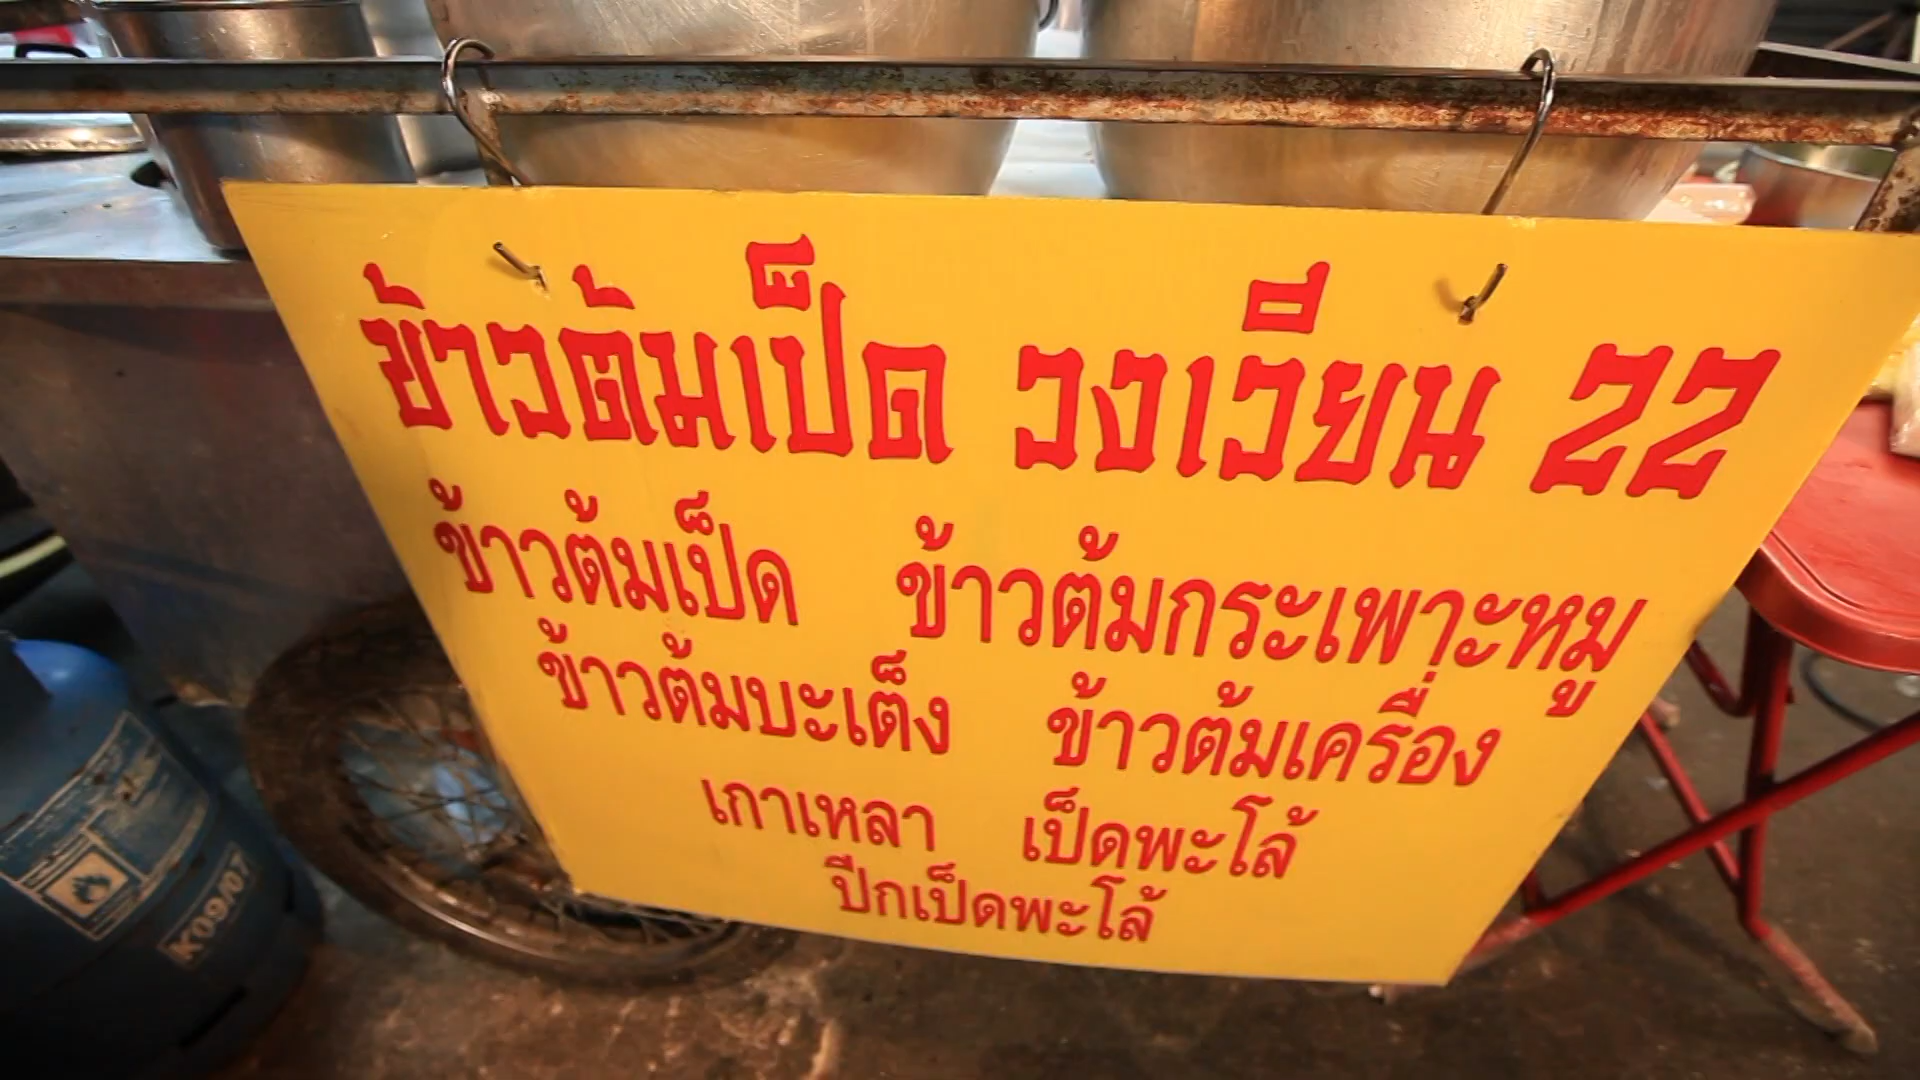 ข้าวต้มเป็ด วงเวียน 22
ข้าวต้มเป็ด ข้าวต้มกระเพาะหมู
ข้าวต้มบะเต็ง ข้าวต้มเครื่อง
เกาเหลา เป็ดพะโล้
ปีกเป็ดพะโล้
K09/07